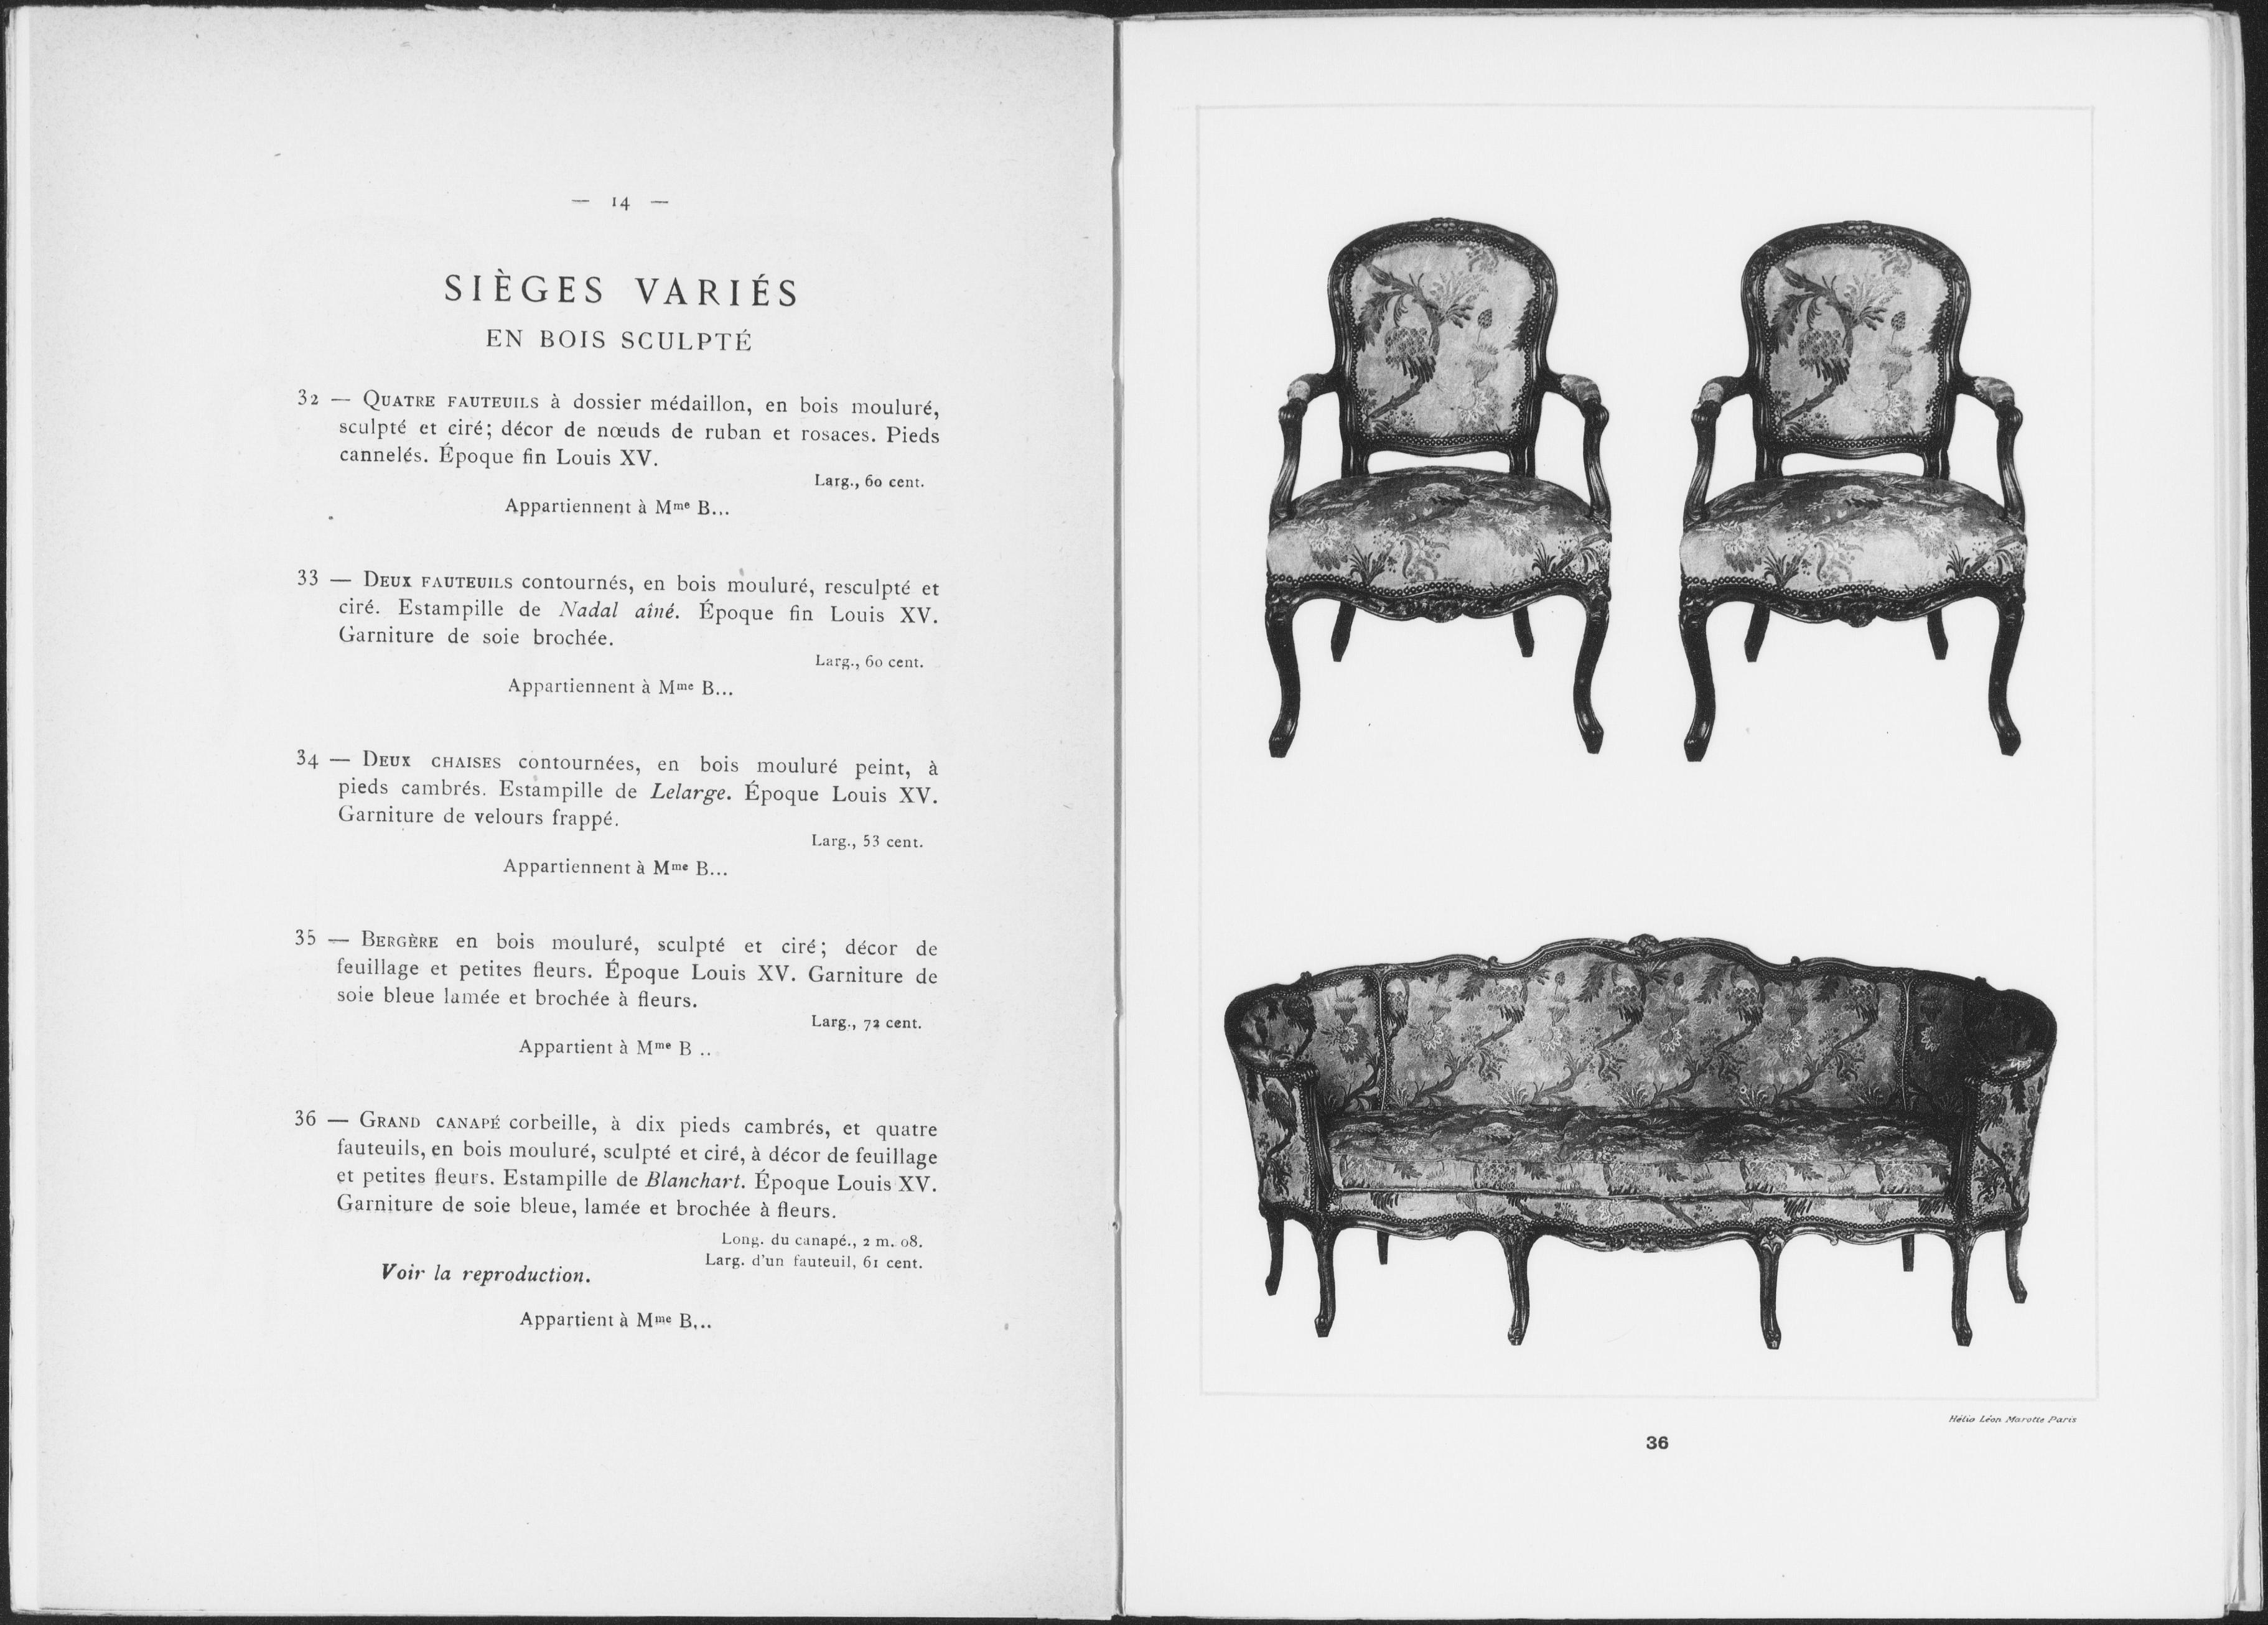 — 14 —
SIÈGES VARIÉS
EN BOIS SCULPTÉ
32 — QUATRE FAUTEUILS à dossier médaillon, en bois mouluré,
sculpté et ciré; décor de nœuds de ruban et rosaces. Pieds
cannelés. Époque fin Louis XV.
Larg., 60 cent.
Appartiennent à Mme B...
33 — DEUX FAUTEUILS contournés, en bois mouluré, resculpté et
ciré. Estampille de Nadal aîné. Époque fin Louis XV.
Garniture de soie brochée.
Larg., 60 cent.
Appartiennent à Mme B...
34 — DEUX CHAISES contournées, en bois mouluré peint, à
pieds cambrés. Estampille de Lelarge. Époque Louis XV.
Garniture de velours frappé.
Larg., 53 cent.
Appartiennent à Mme B...
35 — BERGÈRE en bois mouluré, sculpté et ciré; décor de
feuillage et petites fleurs. Époque Louis XV. Garniture de
soie bleue lamée et brochée à fleurs.
Larg., 72 cent.
Appartient à Mme B ..
36 — GRAND CANAPÉ corbeille, à dix pieds cambrés, et quatre
fauteuils, en bois mouluré, sculpté et ciré, à décor de feuillage
et petites fleurs. Estampille de Blanchart. Époque Louis XV.
Garniture de soie bleue, lamée et brochée à fleurs.
Long. du canapé., 2 m. 08.
Larg. d'un fauteuil, 61 cent.
Voir la reproduction.
Appartient à Mme B...
Hélio Léon Marotte Paris
36